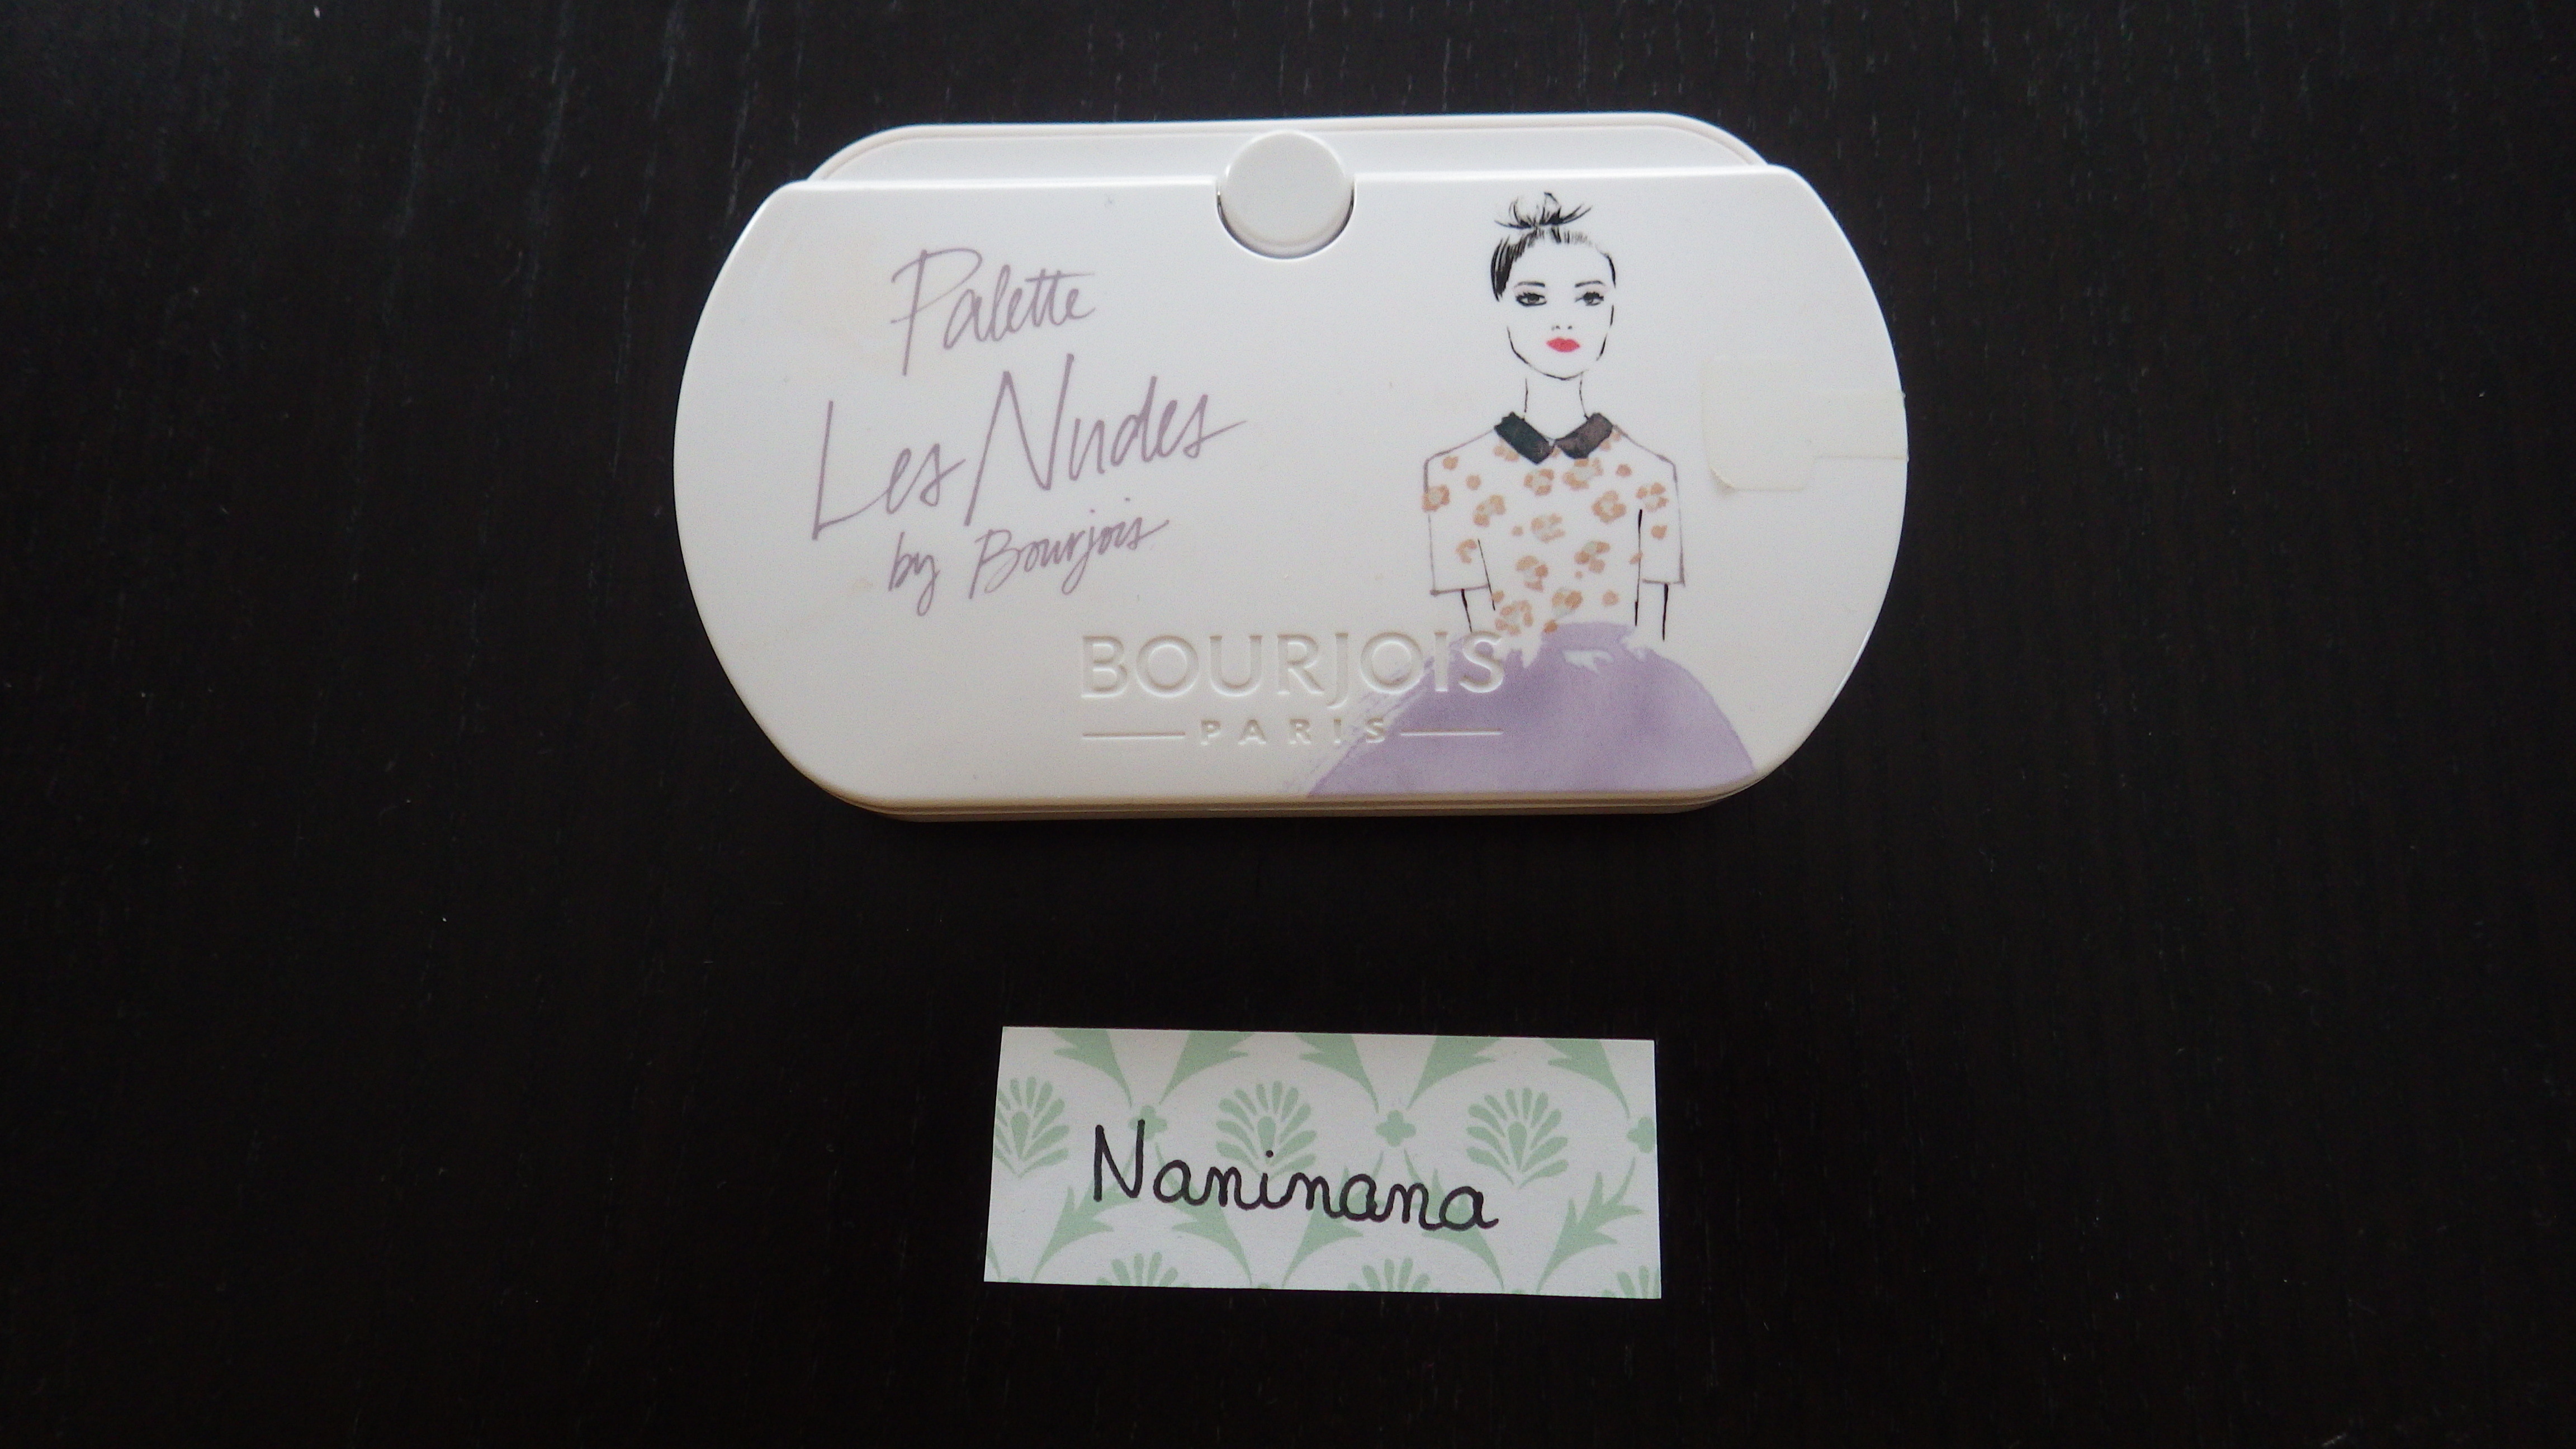 Palette
Les Nudes
by Bourjois
BOURJOIS
PARIS
Naninana